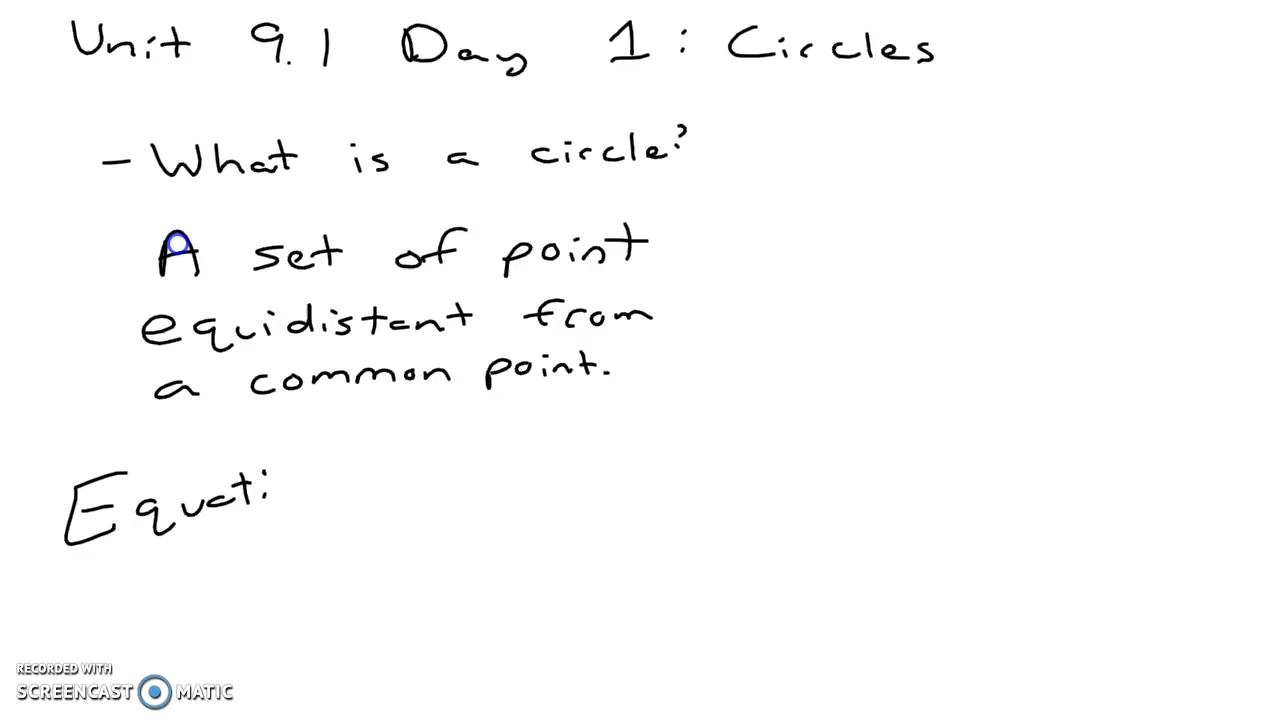 Unit 9.1 Day 1: Circles
- What is a circle?
A set of point
equidistant from
a common point.
Equati
RECORDED WITH
SCREENCAST MATIC